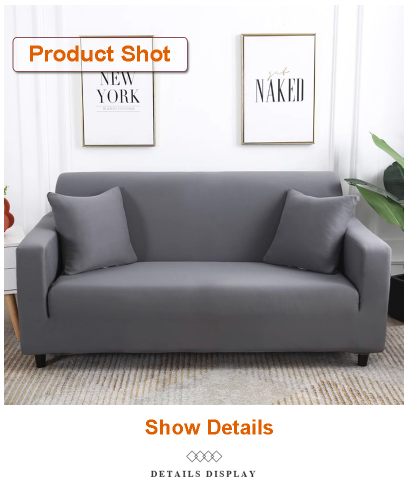 Product Shot
NEW
YORK
NAKED
Show Details
DETAILS DISPLAY